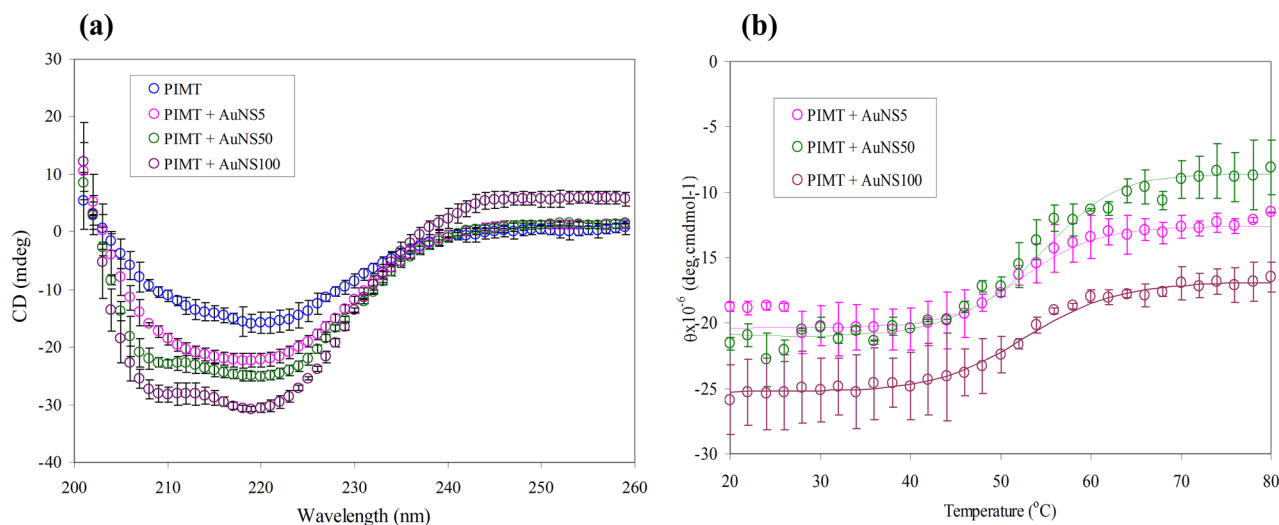 (a)
30
20
10
0
-10
-20
-30
-40
CD (mdeg)
PIMT
PIMT + AuNS5
PIMT + AuNS50
PIMT + AuNS100
200 210 220 230 240 250 260
Wavelength (nm)
(b)
0
-5
-10
-15
-20
-25
-30
θx10-6 (deg.cmdmol-1)
PIMT + AuNS5
PIMT + AuNS50
PIMT + AuNS100
20 30 40 50 60 70 80
Temperature (oC)